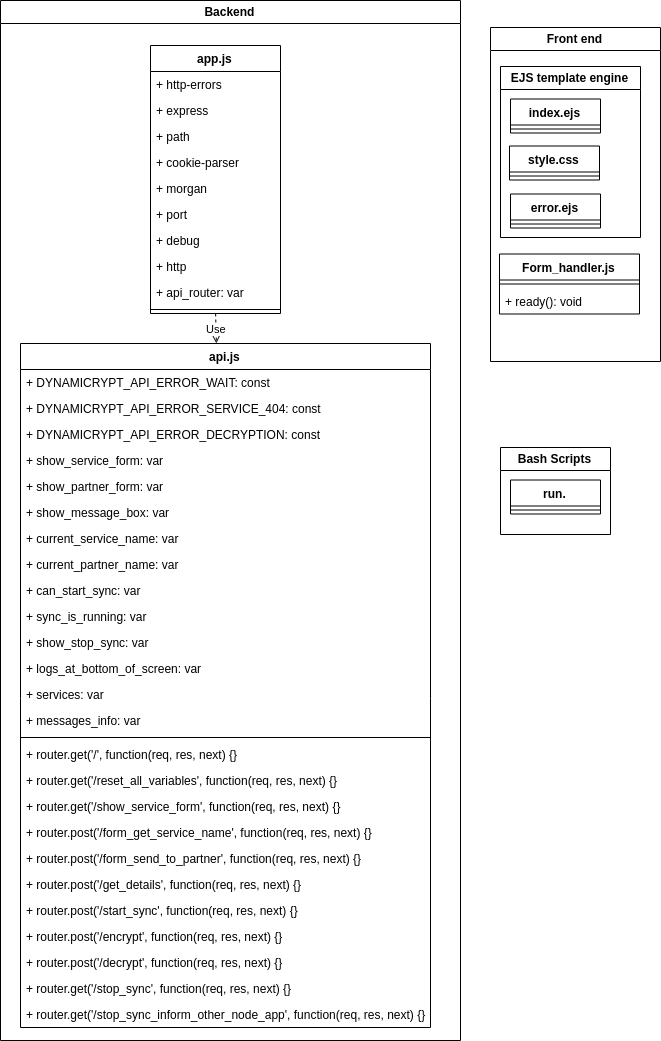 Backend
app.js
+ http-errors
+ express
+ path
+ cookie-parser
+ morgan
+ port
+ debug
+ http
+ api_router: var
Use
api.js
+ DYNAMICRYPT_API_ERROR_WAIT: const
+ DYNAMICRYPT_API_ERROR_SERVICE_404: const
+ DYNAMICRYPT_API_ERROR_DECRYPTION: const
+ show_service_form: var
+ show_partner_form: var
+ show_message_box: var
+ current_service_name: var
+ current_partner_name: var
+ can_start_sync: var
+ sync_is_running: var
+ show_stop_sync: var
+ logs_at_bottom_of_screen: var
+ services: var
+ messages_info: var
+ router.get('/', function(req, res, next) {}
+ router.get('/reset_all_variables', function(req, res, next) {}
+ router.get('/show_service_form', function(req, res, next) {}
+ router.post('/form_get_service_name', function(req, res, next) {}
+ router.post('/form_send_to_partner', function(req, res, next) {}
+ router.post('/get_details', function(req, res, next) {}
+ router.post('/start_sync', function(req, res, next) {}
+ router.post('/encrypt', function(req, res, next) {}
+ router.post('/decrypt', function(req, res, next) {}
+ router.get('/stop_sync', function(req, res, next) {}
+ router.get('/stop_sync_inform_other_node_app', function(req, res, next) {}
Front end
EJS template engine
index.ejs
style.css
error.ejs
Form_handler.js
+ ready(): void
Bash Scripts
run.